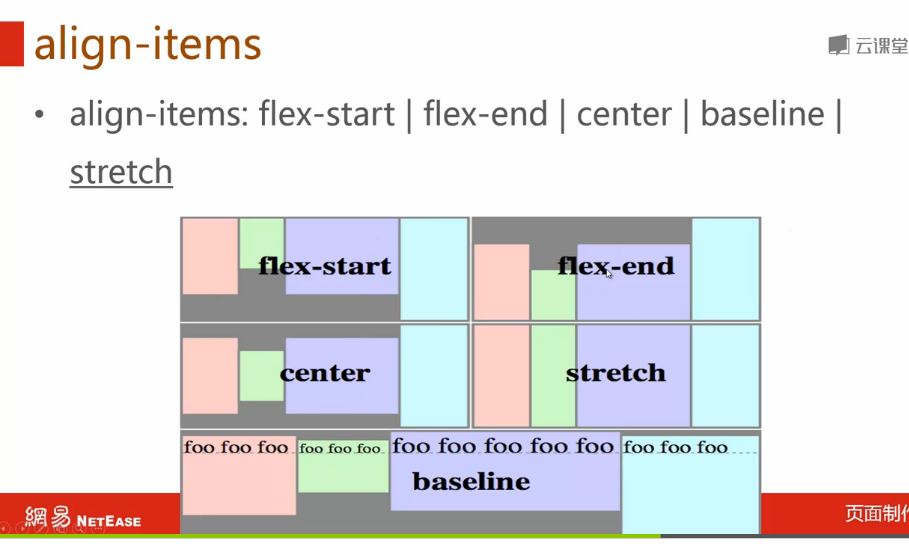 align-items
云课堂
• align-items: flex-start | flex-end | center | baseline |
stretch
flex-start
flex-end
center
stretch
foo foo foo foo foo foo foo foo foo foo foo foo foo foo
baseline
網易 NETEASE
页面制作